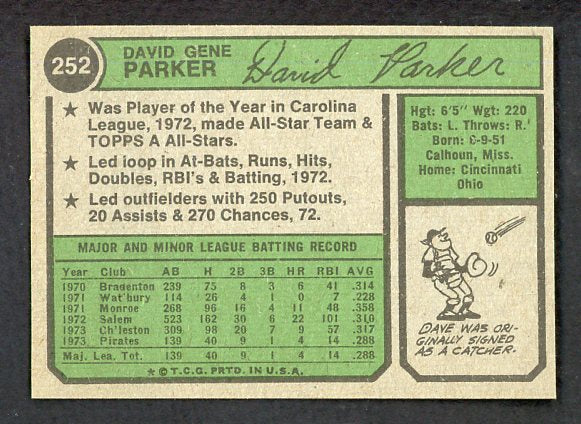 252
DAVID GENE
PARKER
David Parker
★ Was Player of the Year in Carolina
League, 1972, made All-Star Team &
TOPPS A All-Stars.
★ Led loop in At-Bats, Runs, Hits,
Doubles, RBI's & Batting, 1972.
★ Led outfielders with 250 Putouts,
20 Assists & 270 Chances, 72.
Hgt: 6'5" Wgt: 220
Bats: L. Throws: R.
Born: 6-9-51
Calhoun, Miss.
Home: Cincinnati
Ohio
MAJOR AND MINOR LEAGUE BATTING RECORD
Year Club AB H 2B 3B HR RBI AVG
1970 Bradenton 239 75 8 3 6 41 .314
1971 Wat'bury 114 26 4 1 0 7 .228
1971 Monroe 268 96 16 4 11 48 .358
1972 Salem 523 162 30 6 22 101 .310
1973 Ch'leston 309 98 20 7 9 57 .317
1973 Pirates 139 40 9 1 4 14 .288
Maj. Lea. Tot. 139 40 9 1 4 14 .288
* © T.C.G. PRTD. IN U.S.A.
DAVE WAS ORI-
GINALLY SIGNED
AS A CATCHER.